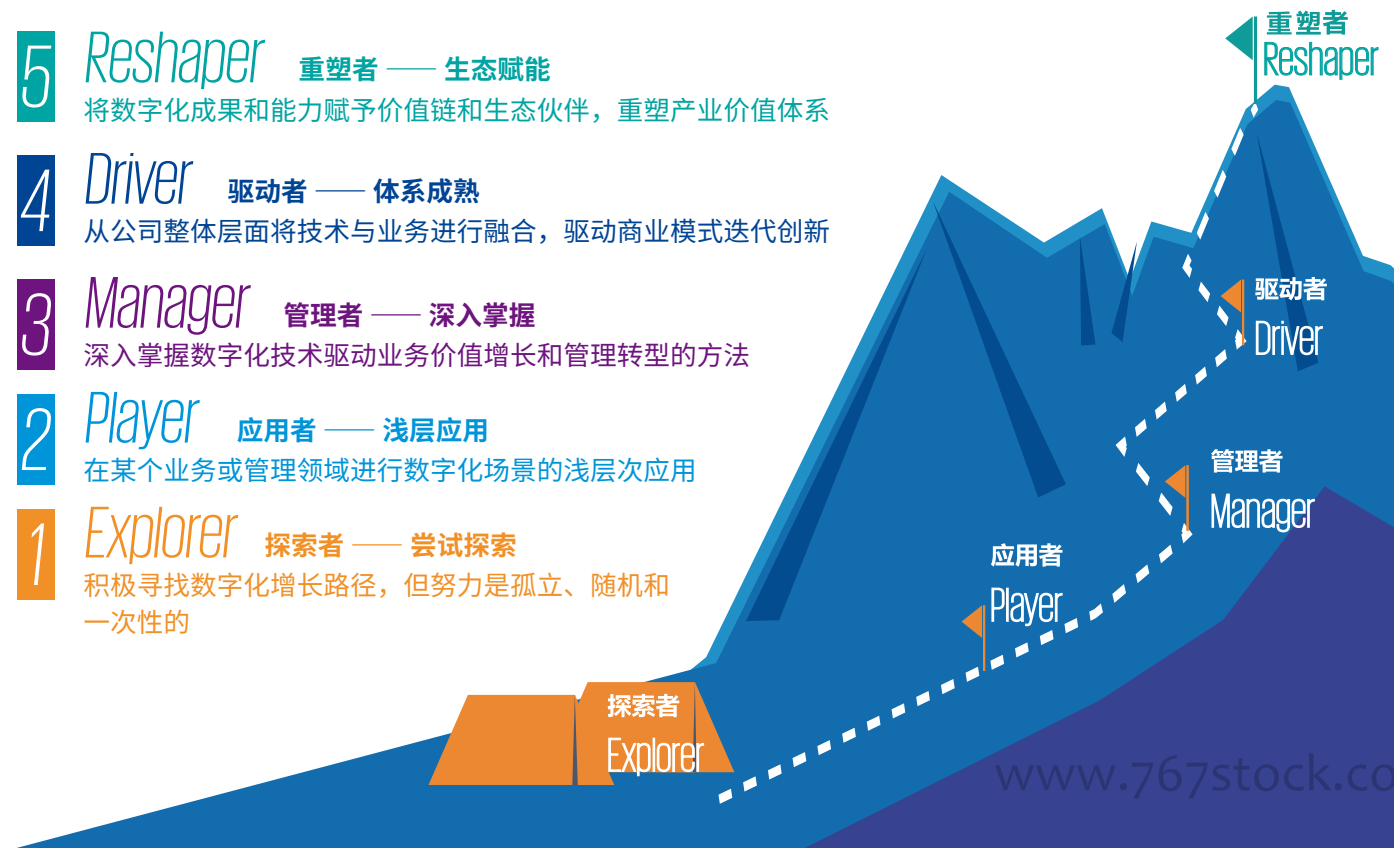 5 Reshaper 重塑者 —— 生态赋能
将数字化成果和能力赋予价值链和生态伙伴，重塑产业价值体系
4 Driver 驱动者 —— 体系成熟
从公司整体层面将技术与业务进行融合，驱动商业模式迭代创新
3 Manager 管理者 —— 深入掌握
深入掌握数字化技术驱动业务价值增长和管理转型的方法
2 Player 应用者 —— 浅层应用
在某个业务或管理领域进行数字化场景的浅层次应用
1 Explorer 探索者 —— 尝试探索
积极寻找数字化增长路径，但努力是孤立、随机和
一次性的
重塑者
Reshaper
驱动者
Driver
管理者
Manager
应用者
Player
探索者
Explorer
www.767stock.co